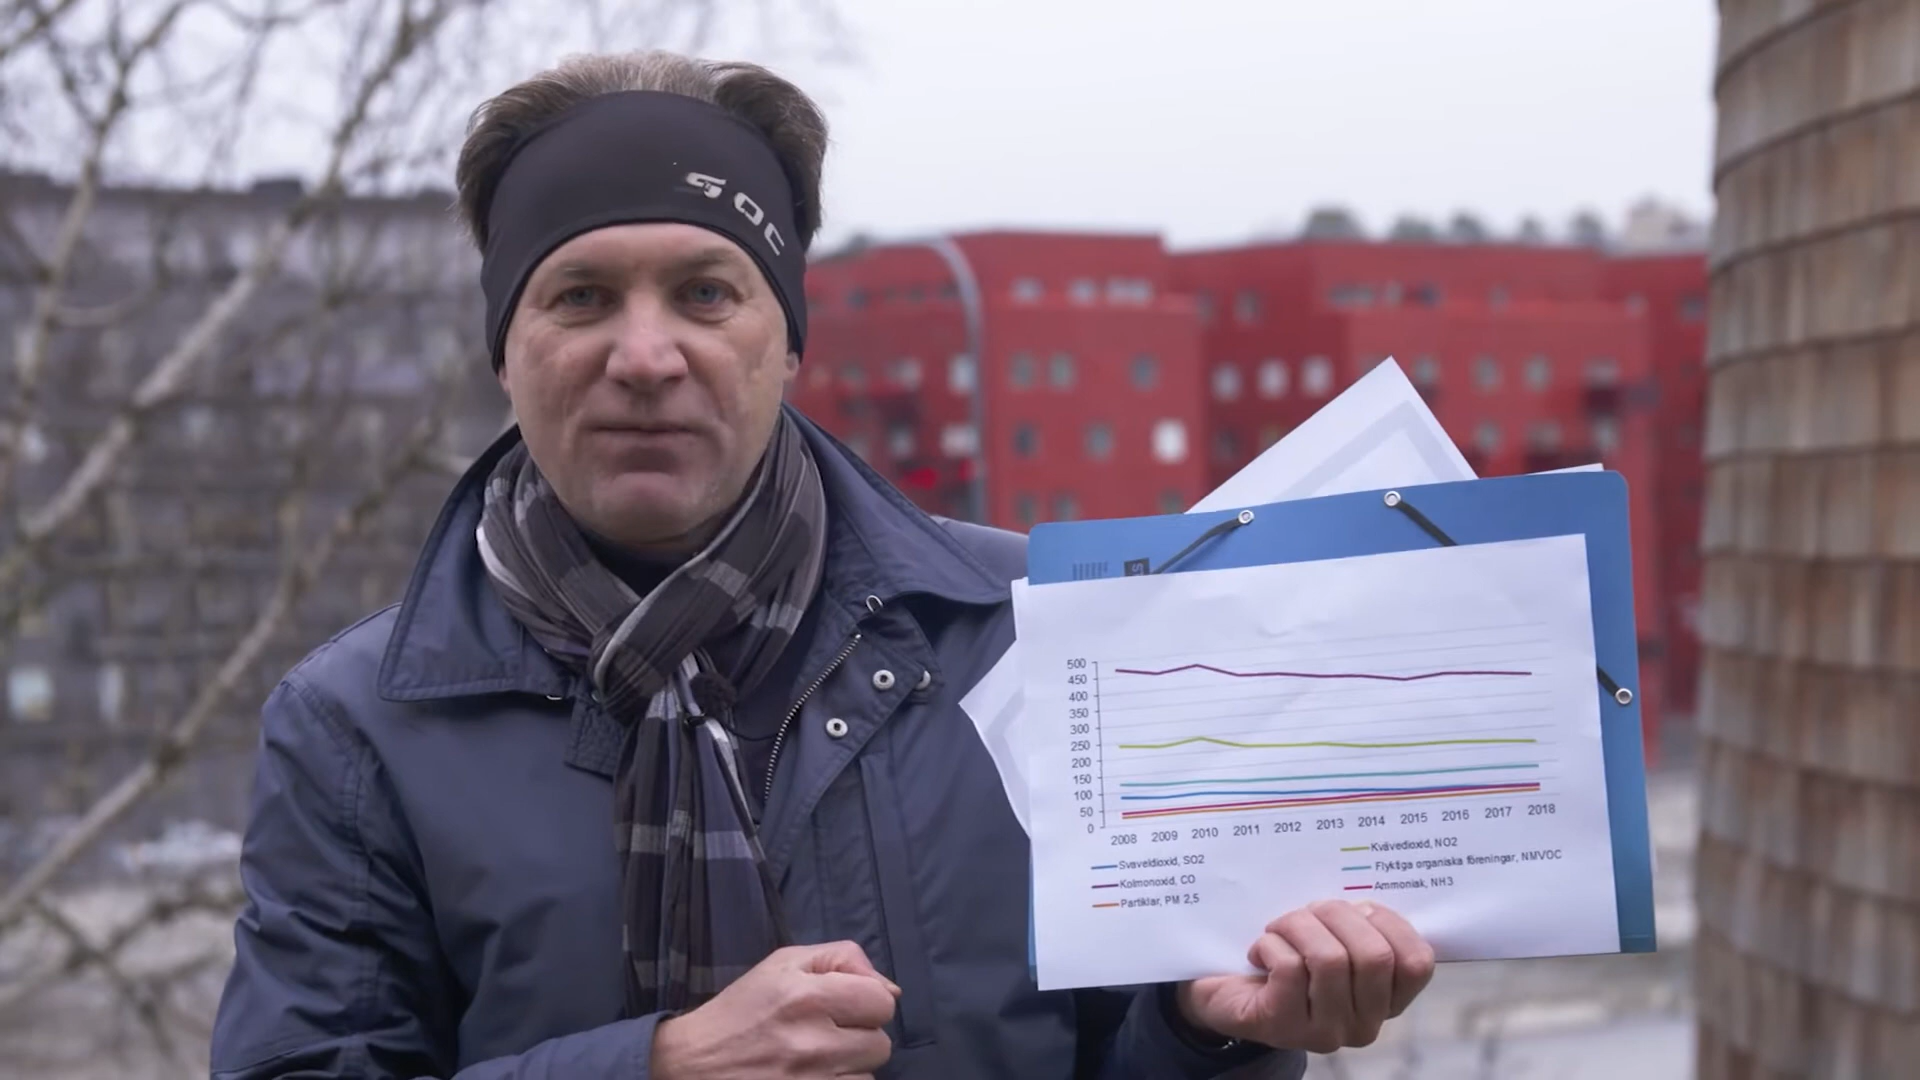 SOC
500
450
400
350
300
250
200
150
100
50
0
2008 2009 2010 2011 2012 2013 2014 2015 2016 2017 2018
Svaveldioxid, SO2
Kvävedioxid, NO2
Kolmonoxid, CO
Flyktiga organiska föreningar, NMVOC
Partiklar, PM 2,5
Ammoniak, NH3